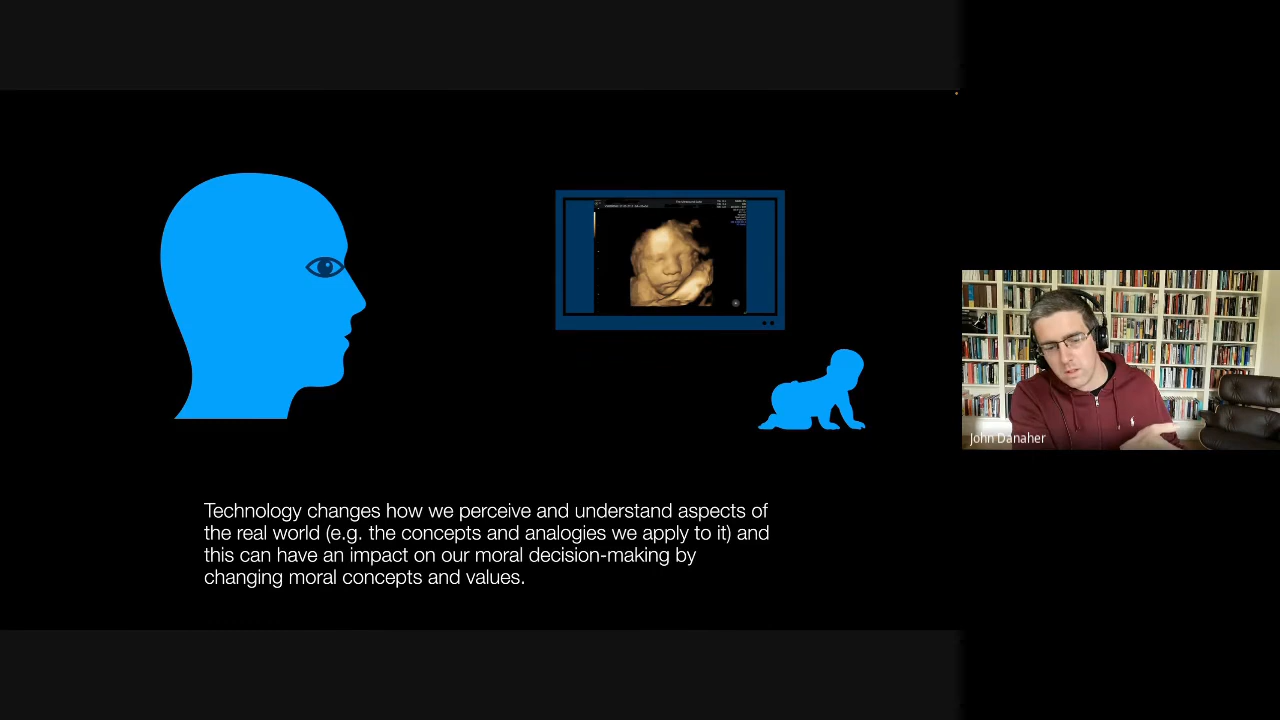 Technology changes how we perceive and understand aspects of
the real world (e.g. the concepts and analogies we apply to it) and
this can have an impact on our moral decision-making by
changing moral concepts and values.
John Danaher